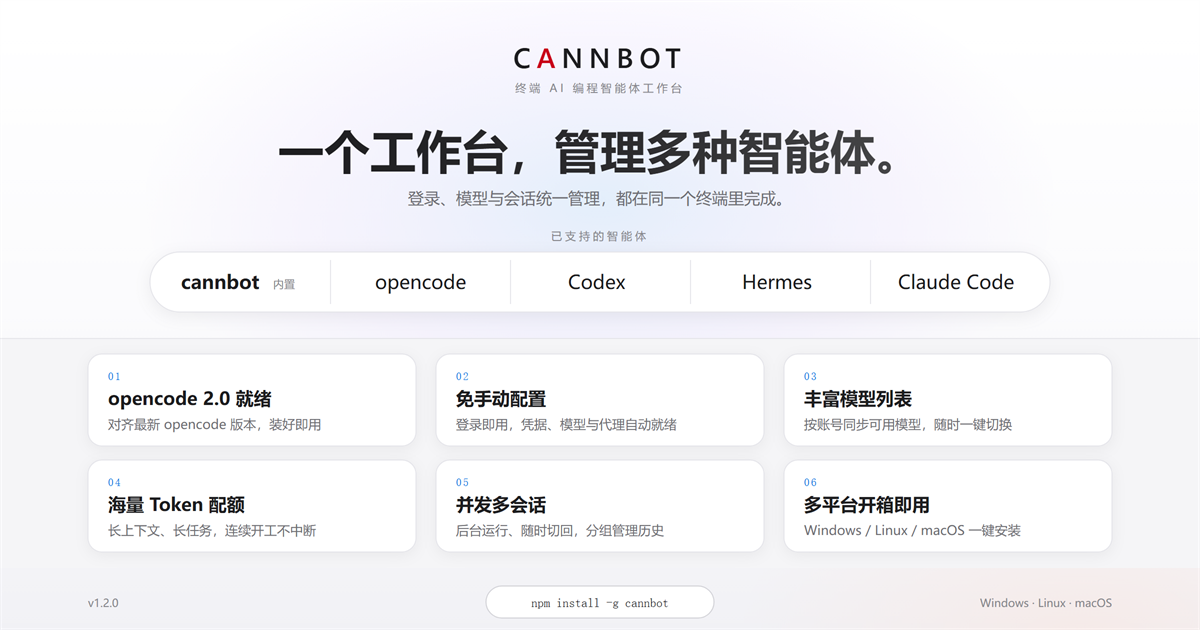 CANNBOT
终端 AI 编程智能体工作台
一个工作台，管理多种智能体。
登录、模型与会话统一管理，都在同一个终端里完成。
已支持的智能体
cannbot 内置 opencode Codex Hermes Claude Code
01
opencode 2.0 就绪
对齐最新 opencode 版本，装好即用
02
免手动配置
登录即用，凭据、模型与代理自动就绪
03
丰富模型列表
按账号同步可用模型，随时一键切换
04
海量 Token 配额
长上下文、长任务，连续开工不中断
05
并发多会话
后台运行、随时切回，分组管理历史
06
多平台开箱即用
Windows / Linux / macOS 一键安装
v1.2.0
npm install -g cannbot
Windows · Linux · macOS